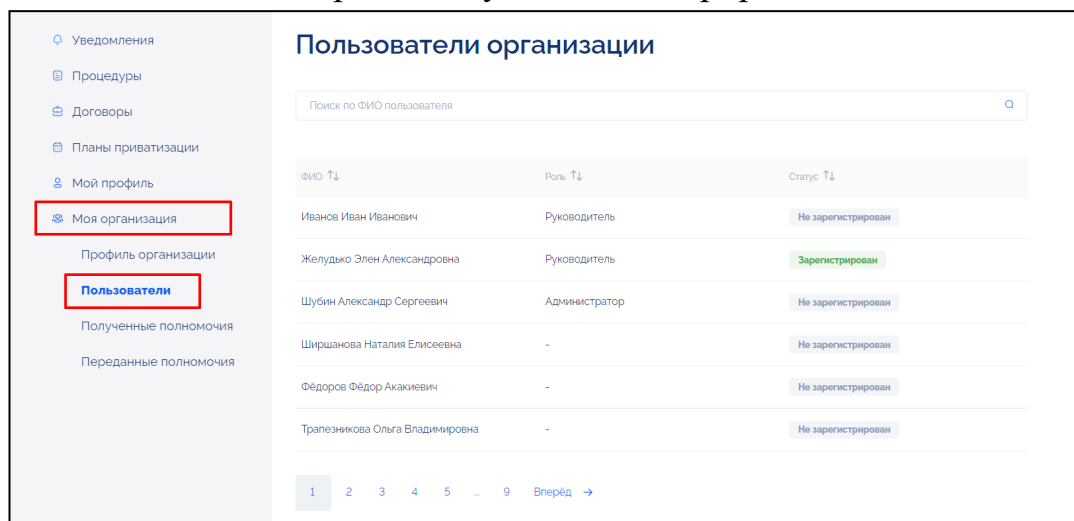 Уведомления
Процедуры
Договоры
Планы приватизации
Мой профиль
Моя организация
Профиль организации
Пользователи
Полученные полномочия
Переданные полномочия
Пользователи организации
Поиск по ФИО пользователя
ФИО Роль Статус
Иванов Иван Иванович Руководитель Не зарегистрирован
Желудько Элен Александровна Руководитель Зарегистрирован
Шубин Александр Сергеевич Администратор Не зарегистрирован
Ширшанова Наталия Елисеевна - Не зарегистрирован
Фёдоров Фёдор Акакиевич - Не зарегистрирован
Трапезникова Ольга Владимировна - Не зарегистрирован
1 2 3 4 5 ... 9 Вперёд →